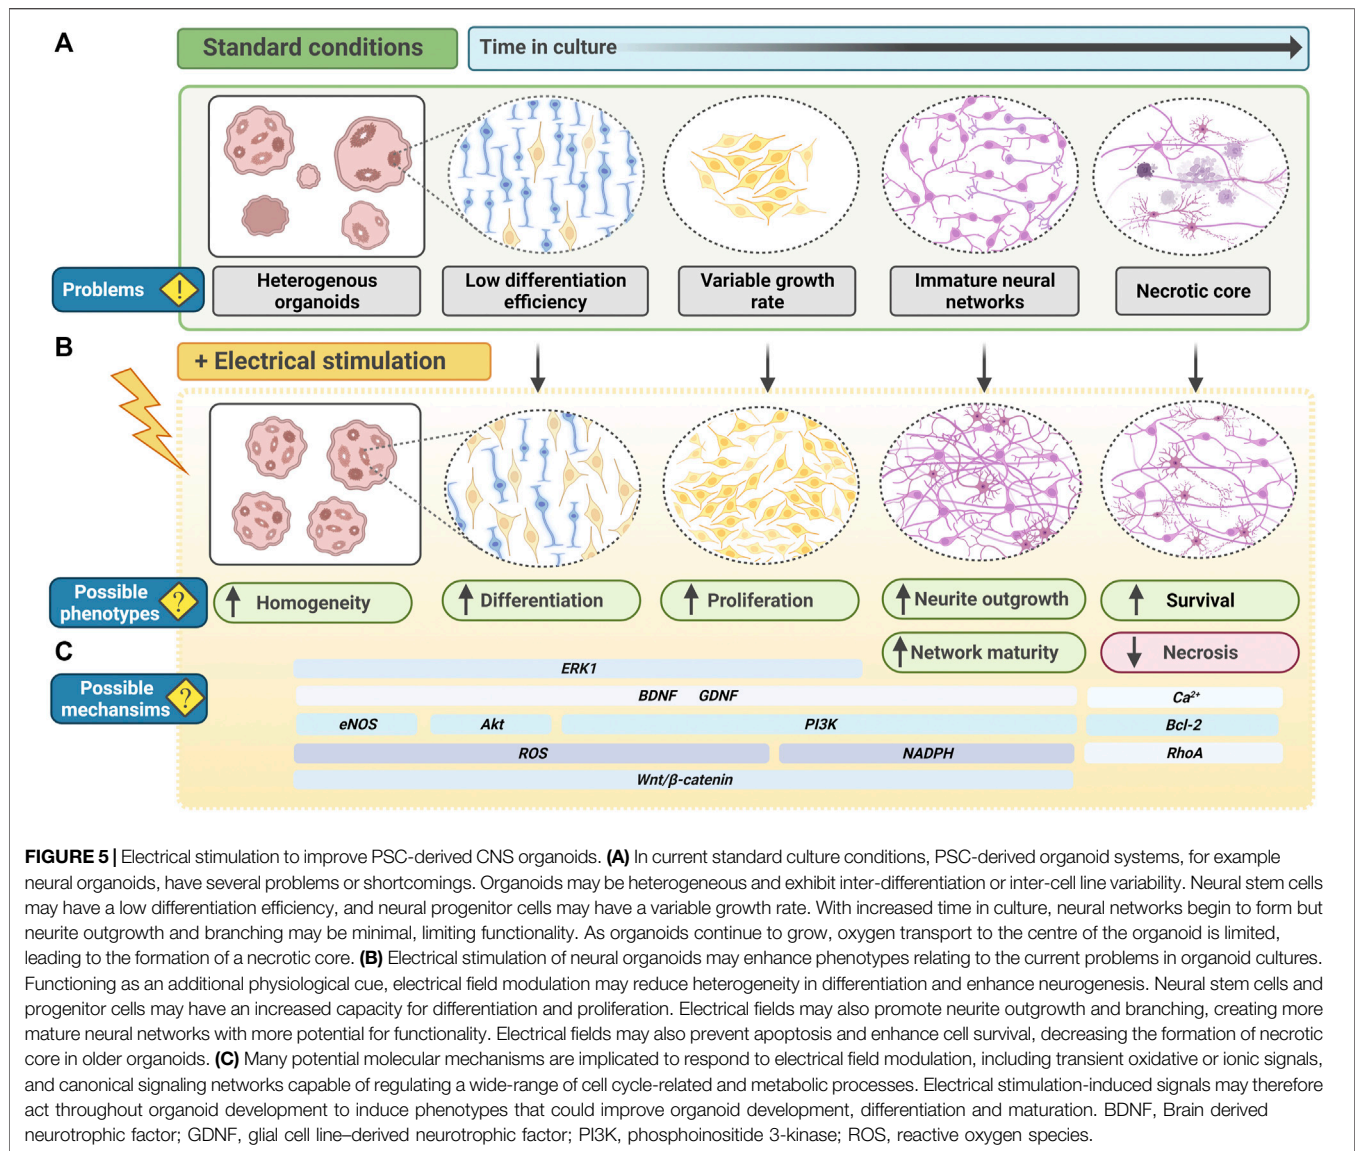 A
Standard conditions
Time in culture
Problems
!
Heterogenous
organoids
Low differentiation
efficiency
Variable growth
rate
Immature neural
networks
Necrotic core
B
+ Electrical stimulation
Possible
phenotypes
?
Homogeneity
Differentiation
Proliferation
Neurite outgrowth
Survival
Network maturity
Necrosis
C
Possible
mechansims
?
ERK1
BDNF GDNF
Ca²⁺
eNOS
Akt
PI3K
Bcl-2
ROS
NADPH
RhoA
Wnt/β-catenin
FIGURE 5 | Electrical stimulation to improve PSC-derived CNS organoids. (A) In current standard culture conditions, PSC-derived organoid systems, for example
neural organoids, have several problems or shortcomings. Organoids may be heterogeneous and exhibit inter-differentiation or inter-cell line variability. Neural stem cells
may have a low differentiation efficiency, and neural progenitor cells may have a variable growth rate. With increased time in culture, neural networks begin to form but
neurite outgrowth and branching may be minimal, limiting functionality. As organoids continue to grow, oxygen transport to the centre of the organoid is limited,
leading to the formation of a necrotic core. (B) Electrical stimulation of neural organoids may enhance phenotypes relating to the current problems in organoid cultures.
Functioning as an additional physiological cue, electrical field modulation may reduce heterogeneity in differentiation and enhance neurogenesis. Neural stem cells and
progenitor cells may have an increased capacity for differentiation and proliferation. Electrical fields may also promote neurite outgrowth and branching, creating more
mature neural networks with more potential for functionality. Electrical fields may also prevent apoptosis and enhance cell survival, decreasing the formation of necrotic
core in older organoids. (C) Many potential molecular mechanisms are implicated to respond to electrical field modulation, including transient oxidative or ionic signals,
and canonical signaling networks capable of regulating a wide-range of cell cycle-related and metabolic processes. Electrical stimulation-induced signals may therefore
act throughout organoid development to induce phenotypes that could improve organoid development, differentiation and maturation. BDNF, Brain derived
neurotrophic factor; GDNF, glial cell line–derived neurotrophic factor; PI3K, phosphoinositide 3-kinase; ROS, reactive oxygen species.